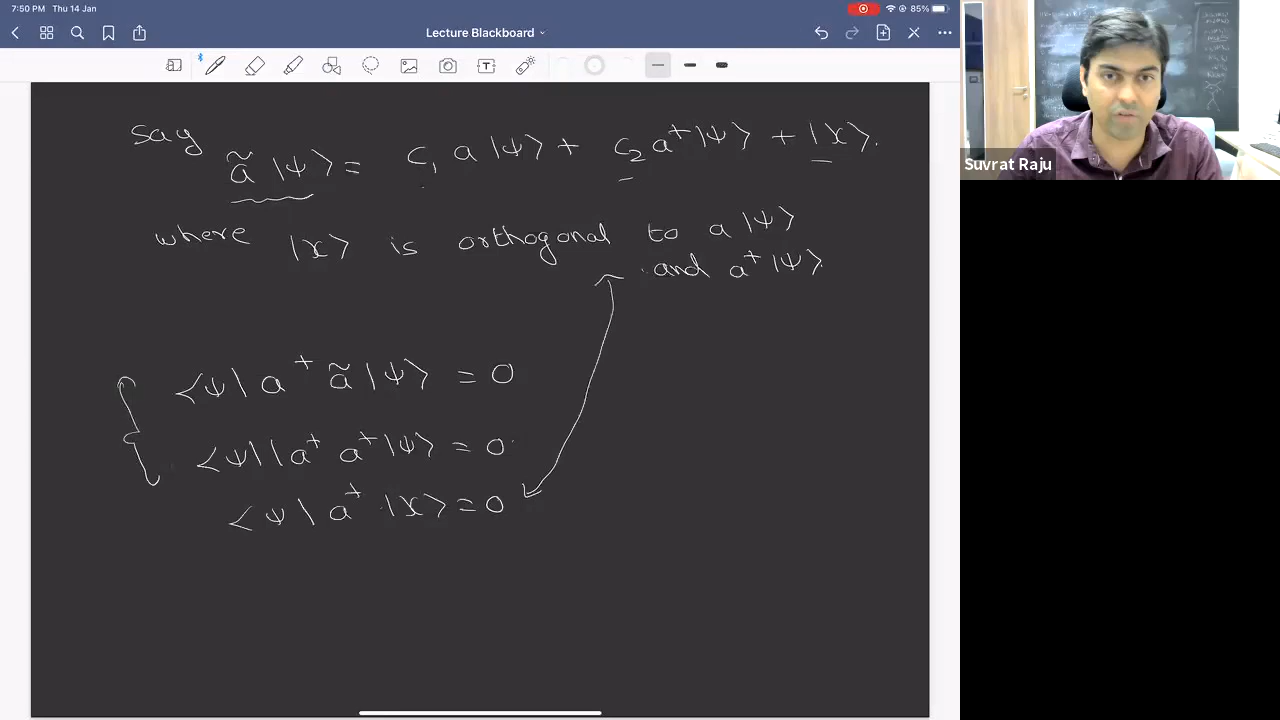 7:50 PM Thu 14 Jan
85%
Lecture Blackboard
Say
ã |ψ⟩ = c₁ a |ψ⟩ + c₂ a† |ψ⟩ + |x⟩.
where |x⟩ is orthogonal to a |ψ⟩
and a† |ψ⟩.
⟨ψ| a† ã |ψ⟩ = 0
⟨ψ| |a† a† |ψ⟩ = 0
⟨ψ| a† |x⟩ = 0
Suvrat Raju